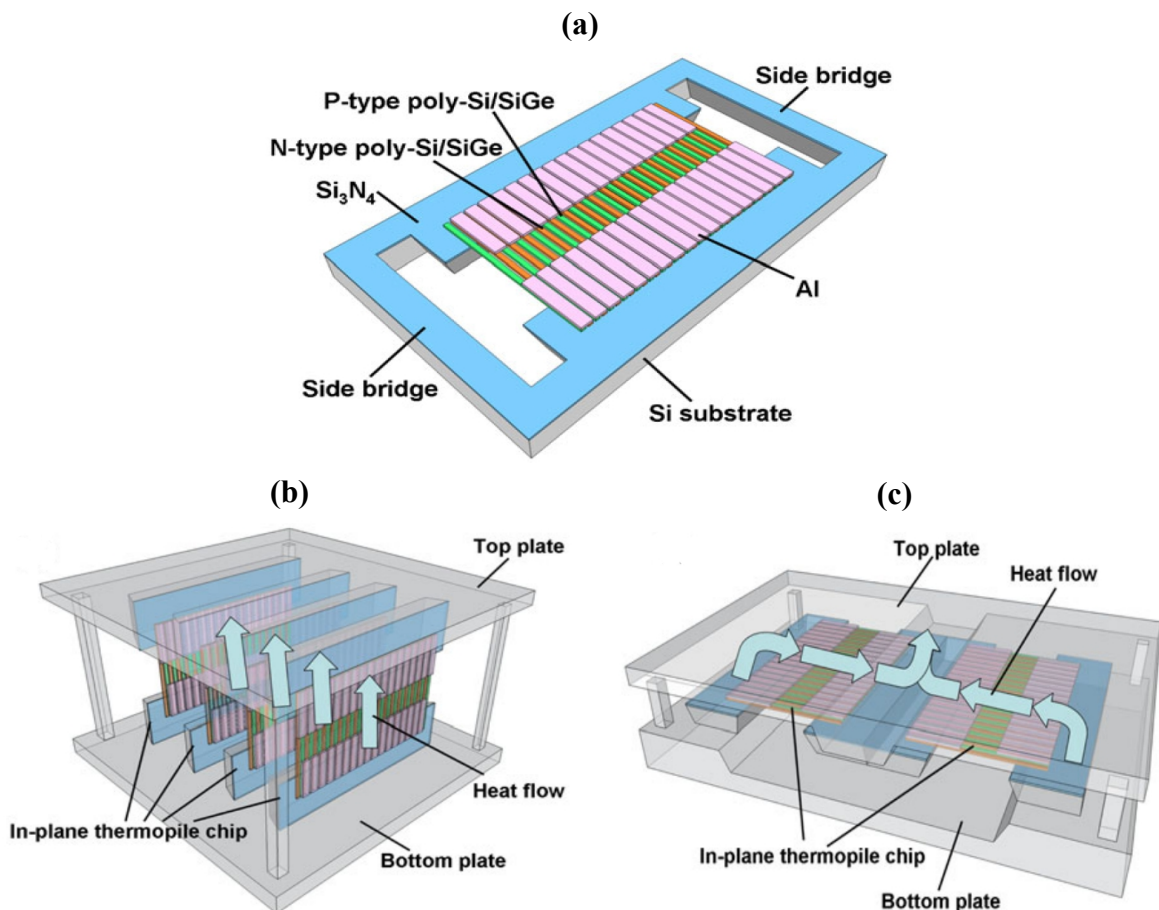 (a)
Side bridge
P-type poly-Si/SiGe
N-type poly-Si/SiGe
Si₃N₄
Al
Side bridge
Si substrate
(b)
Top plate
Heat flow
In-plane thermopile chip
Bottom plate
(c)
Top plate
Heat flow
In-plane thermopile chip
Bottom plate